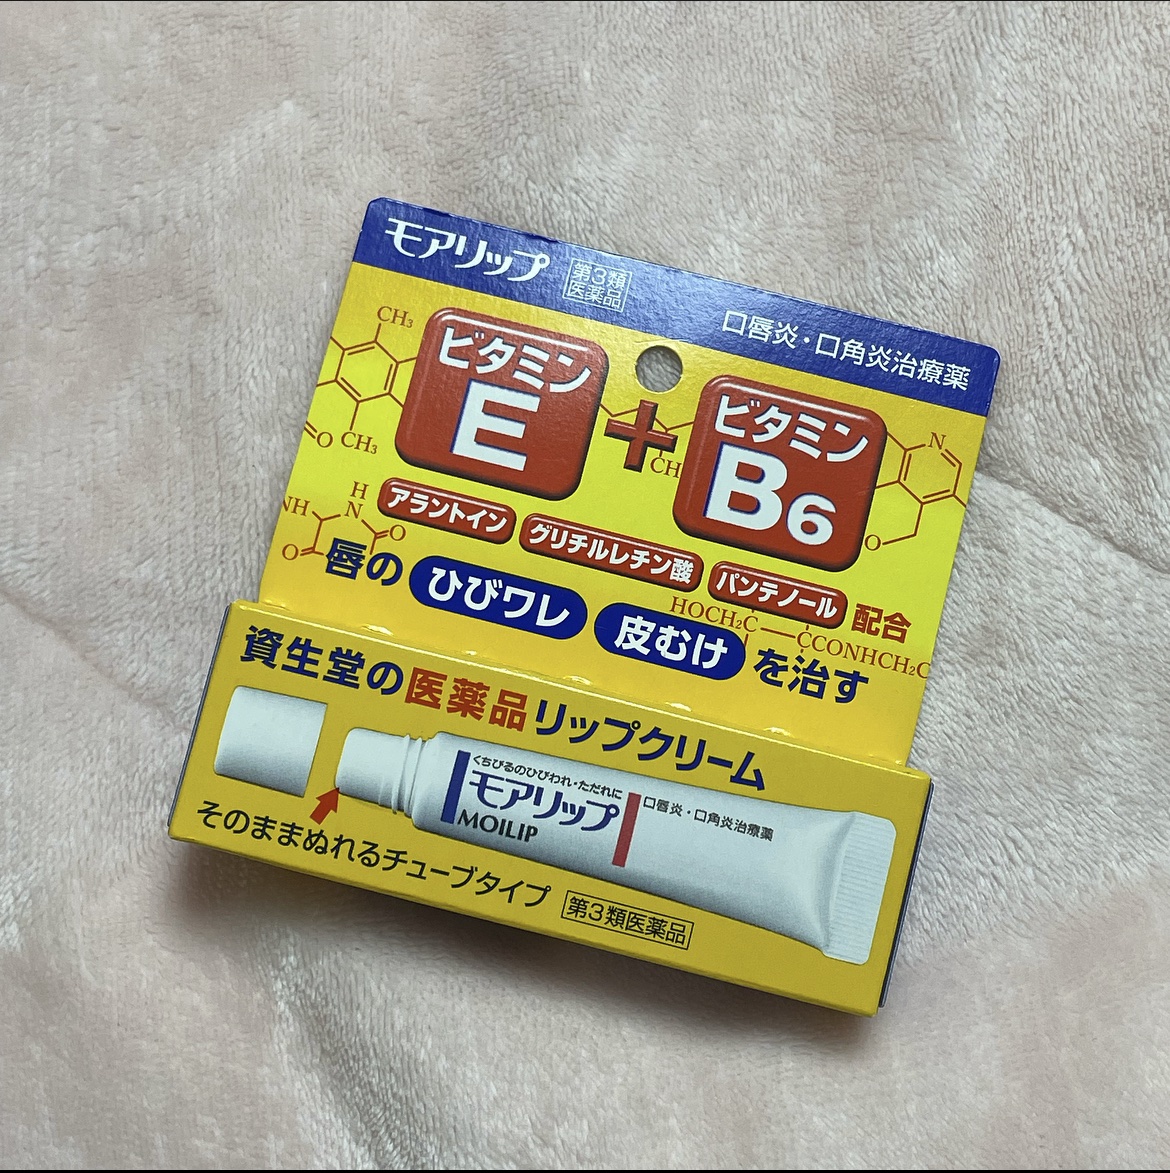 モアリップ
第3類
医薬品
口唇炎・口角炎治療薬
ビタミン
E
+
ビタミン
B6
CH3
O
CH3
CH
N
O
H
N
NH
O
O
アラントイン
グリチルレチン酸
パンテノール
配合
HOCH2C
CCONHCH2C
唇の
ひびワレ
皮むけ
を治す
資生堂の医薬品リップクリーム
くちびるのひびわれ・ただれに
モアリップ
MOILIP
口唇炎・口角炎治療薬
そのままぬれるチューブタイプ
第3類医薬品